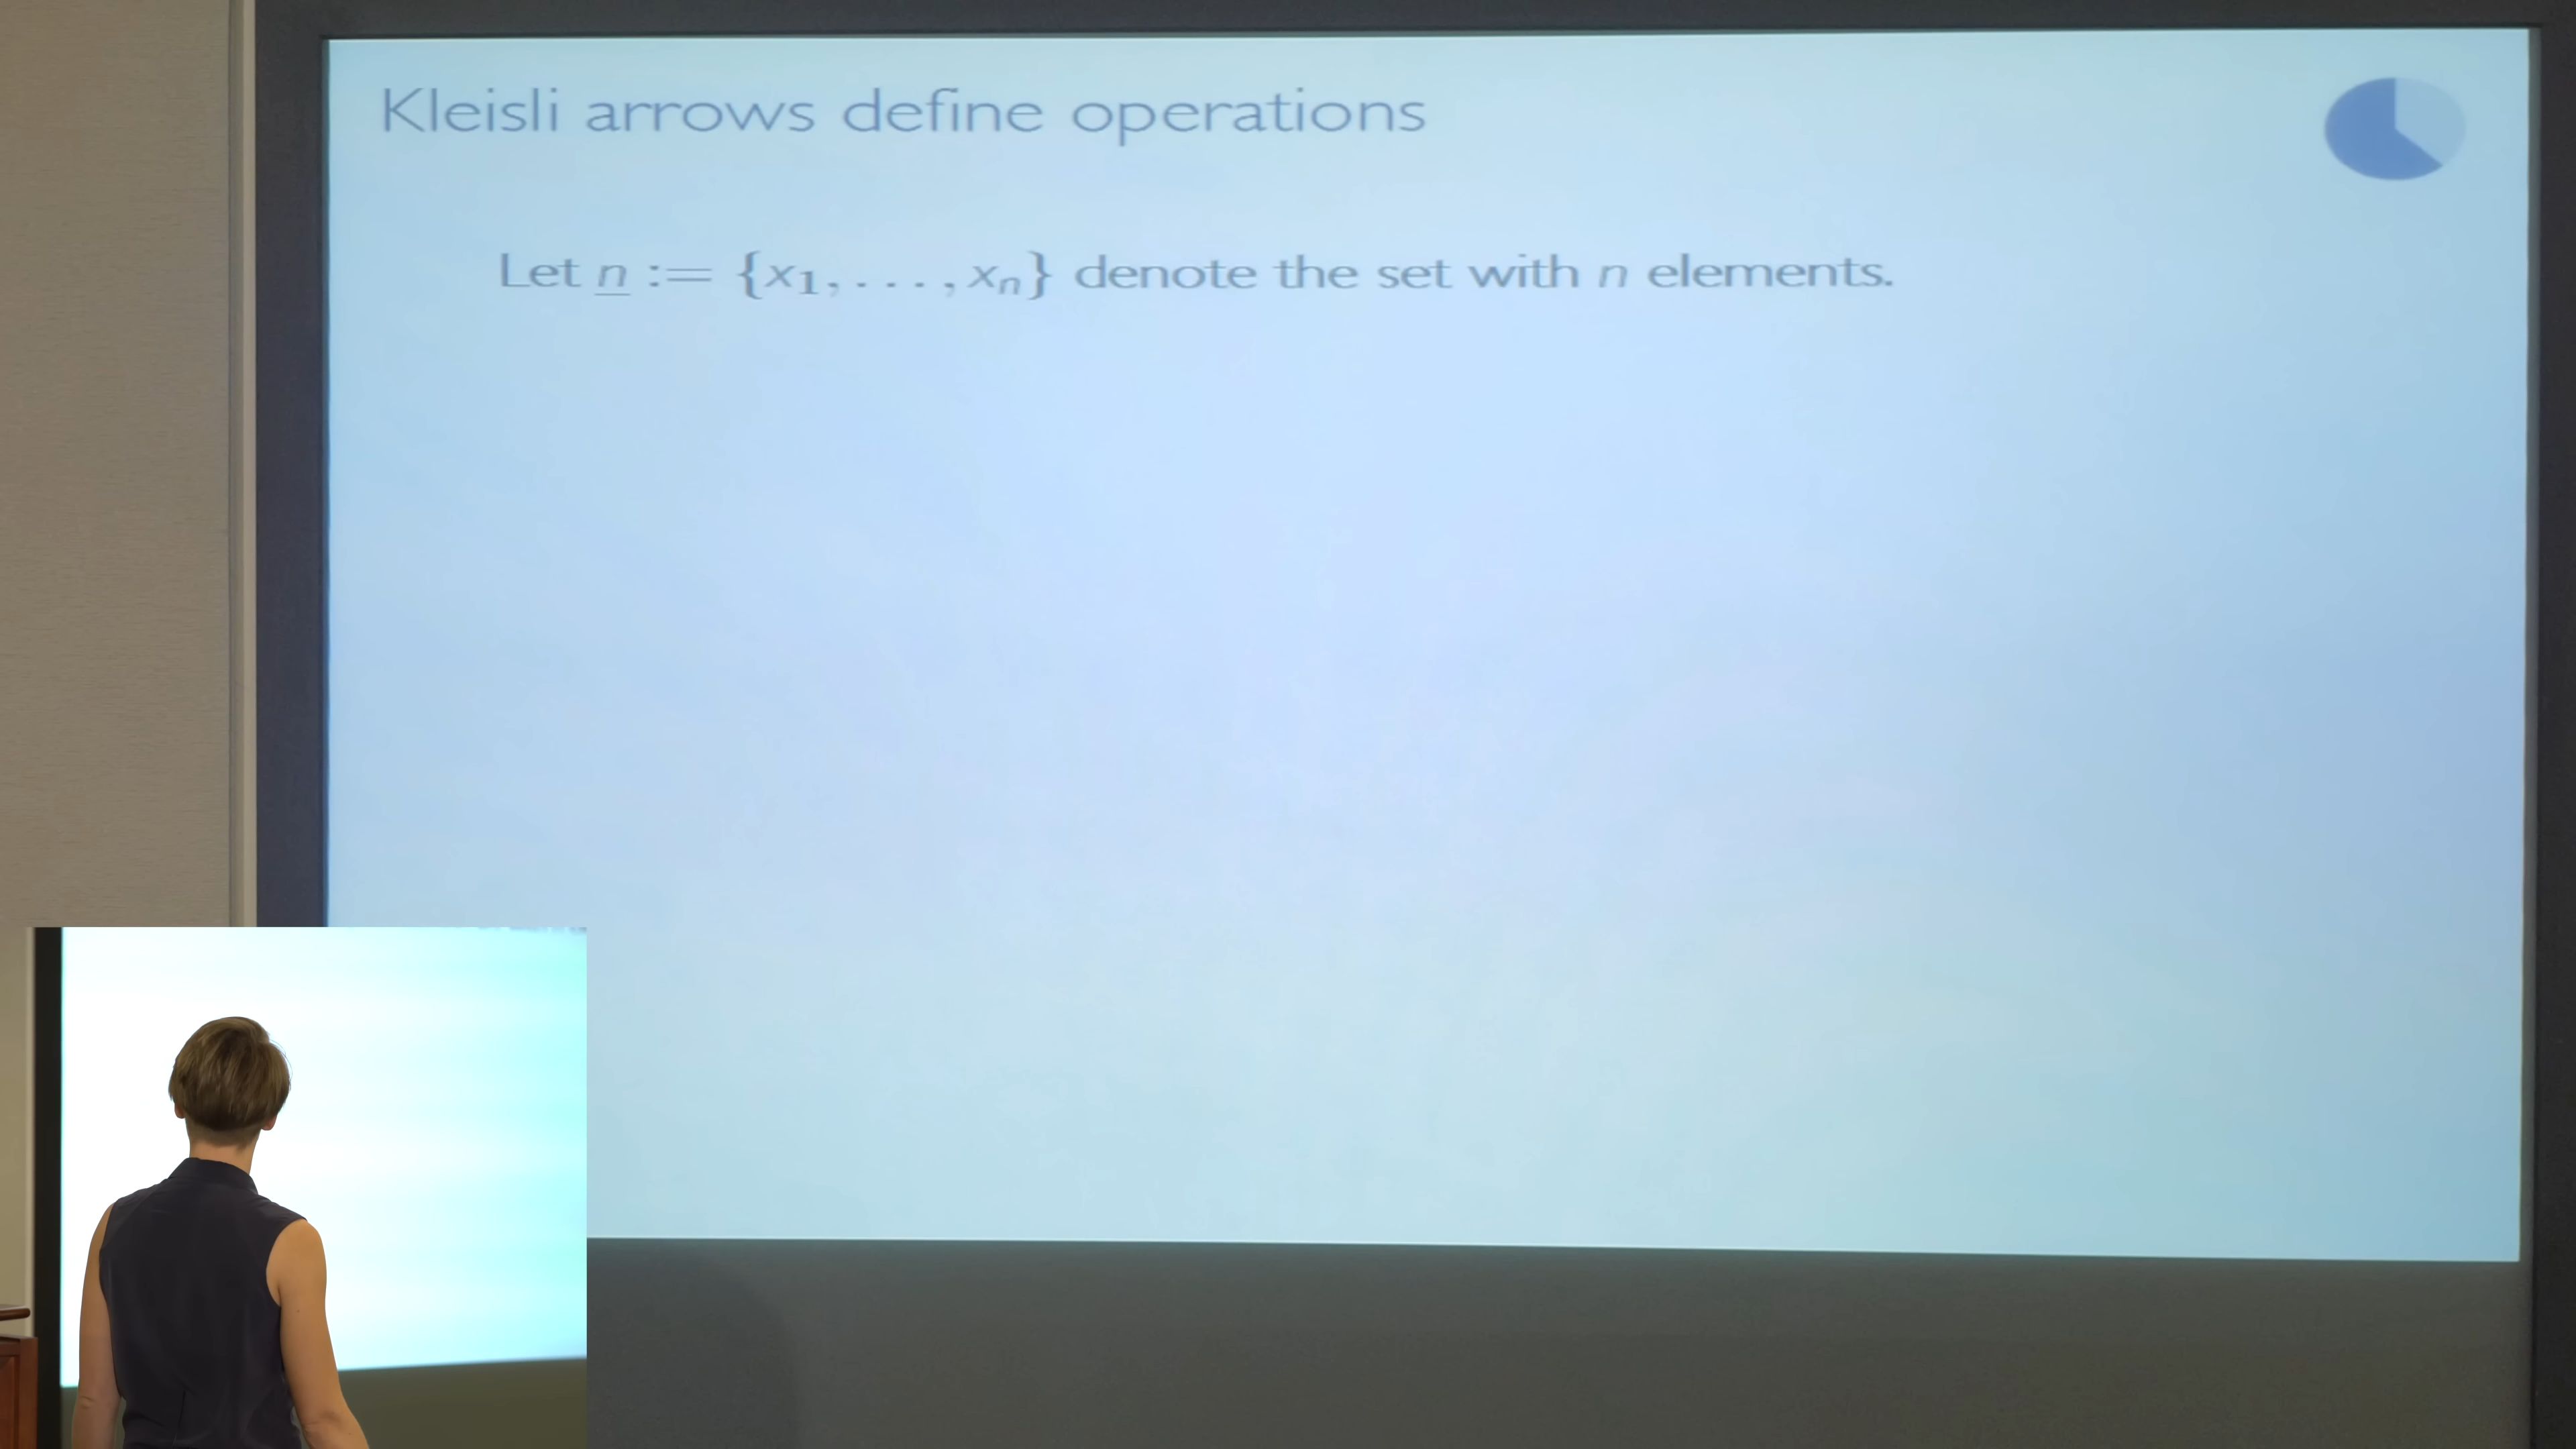 Kleisli arrows define operations
Let n := {x₁, . . . , xₙ} denote the set with n elements.